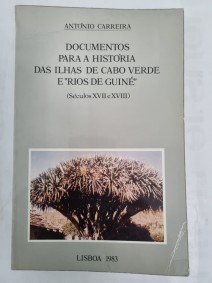 ANTÓNIO CARREIRA
DOCUMENTOS
PARA A HISTÓRIA
DAS ILHAS DE CABO VERDE
E "RIOS DE GUINÉ"
(Séculos XVII e XVIII)
LISBOA 1983